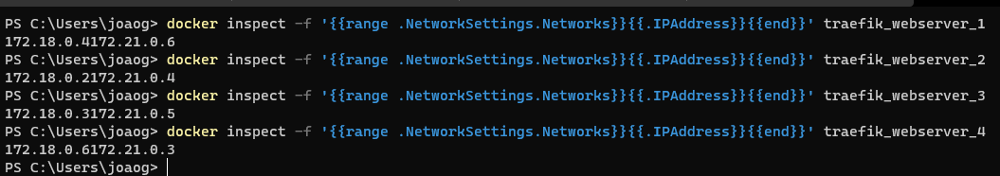 PS C:\Users\joaog> docker inspect -f '{{range .NetworkSettings.Networks}}{{.IPAddress}}{{end}}' traefik_webserver_1
172.18.0.4172.21.0.6
PS C:\Users\joaog> docker inspect -f '{{range .NetworkSettings.Networks}}{{.IPAddress}}{{end}}' traefik_webserver_2
172.18.0.2172.21.0.4
PS C:\Users\joaog> docker inspect -f '{{range .NetworkSettings.Networks}}{{.IPAddress}}{{end}}' traefik_webserver_3
172.18.0.3172.21.0.5
PS C:\Users\joaog> docker inspect -f '{{range .NetworkSettings.Networks}}{{.IPAddress}}{{end}}' traefik_webserver_4
172.18.0.6172.21.0.3
PS C:\Users\joaog>